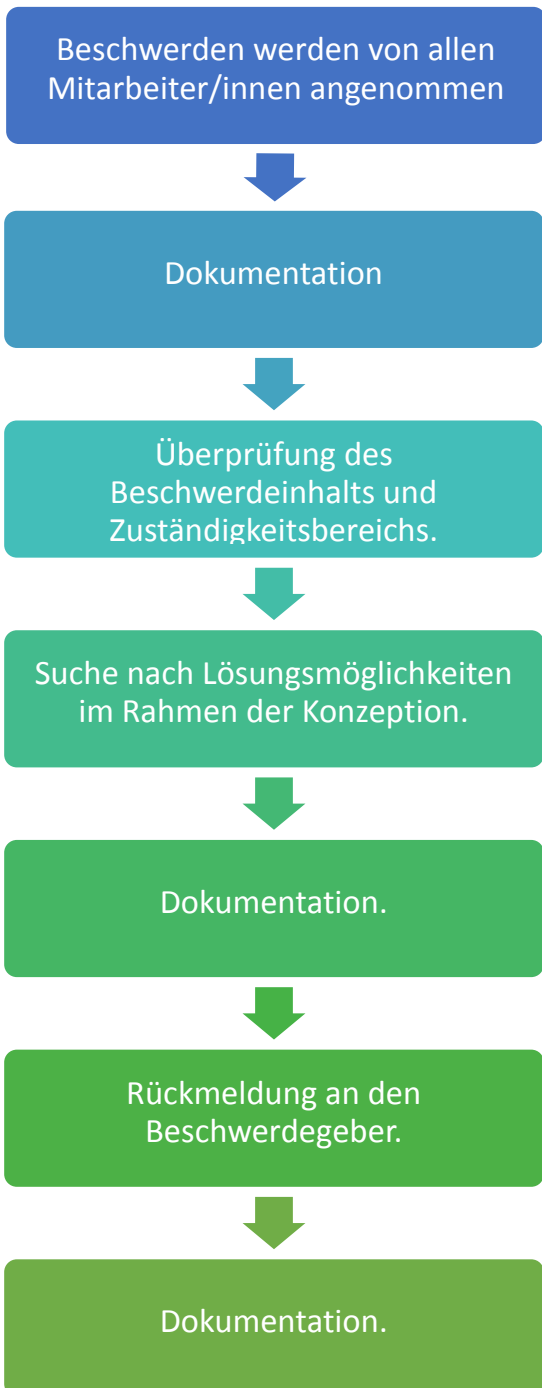 Beschwerden werden von allen
Mitarbeiter/innen angenommen
Dokumentation
Überprüfung des
Beschwerdeinhalts und
Zuständigkeitsbereichs.
Suche nach Lösungsmöglichkeiten
im Rahmen der Konzeption.
Dokumentation.
Rückmeldung an den
Beschwerdegeber.
Dokumentation.